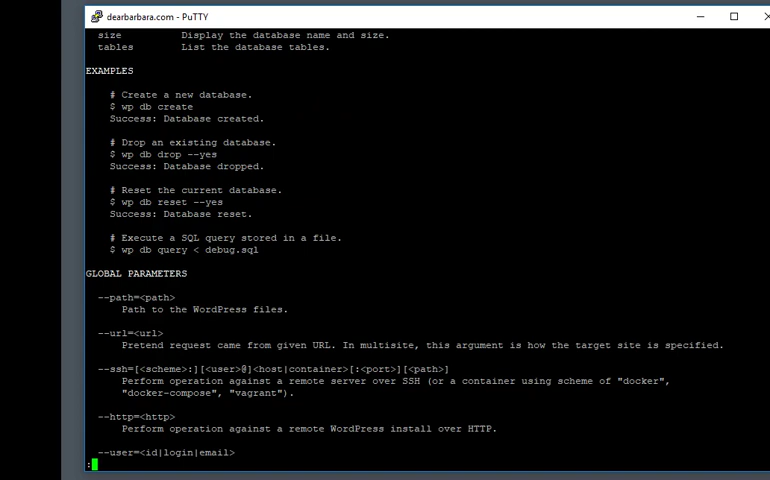 dearbarbara.com - PuTTY
size Display the database name and size.
tables List the database tables.
EXAMPLES
# Create a new database.
$ wp db create
Success: Database created.
# Drop an existing database.
$ wp db drop --yes
Success: Database dropped.
# Reset the current database.
$ wp db reset --yes
Success: Database reset.
# Execute a SQL query stored in a file.
$ wp db query < debug.sql
GLOBAL PARAMETERS
--path=<path>
Path to the WordPress files.
--url=<url>
Pretend request came from given URL. In multisite, this argument is how the target site is specified.
--ssh=[<scheme>:][<user>@]<host|container>[:<port>][<path>]
Perform operation against a remote server over SSH (or a container using scheme of "docker",
"docker-compose", "vagrant").
--http=<http>
Perform operation against a remote WordPress install over HTTP.
--user=<id|login|email>
: